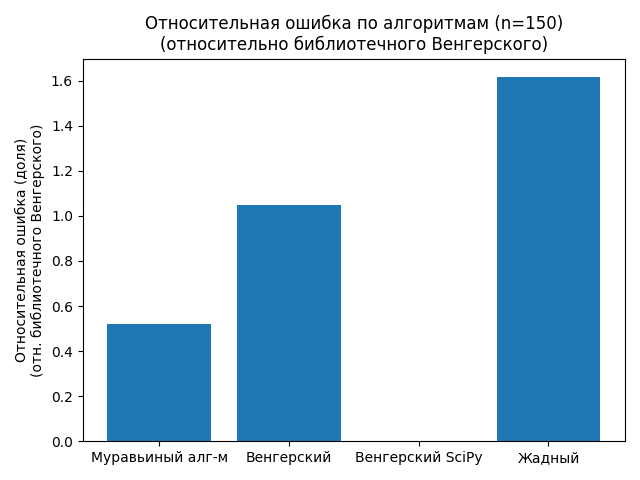 Относительная ошибка по алгоритмам (n=150)
(относительно библиотечного Венгерского)
Относительная ошибка (доля)
(отн. библиотечного Венгерского)
1.6
1.4
1.2
1.0
0.8
0.6
0.4
0.2
0.0
Муравьиный алг-м Венгерский Венгерский SciPy Жадный